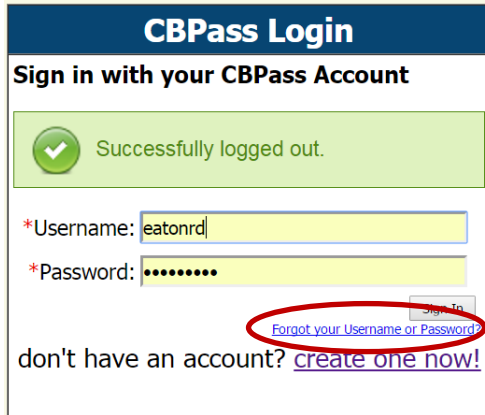 CBPass Login
Sign in with your CBPass Account
Successfully logged out.
*Username: eatonrd
*Password: •••••••••
Sign In
Forgot your Username or Password?
don't have an account? create one now!